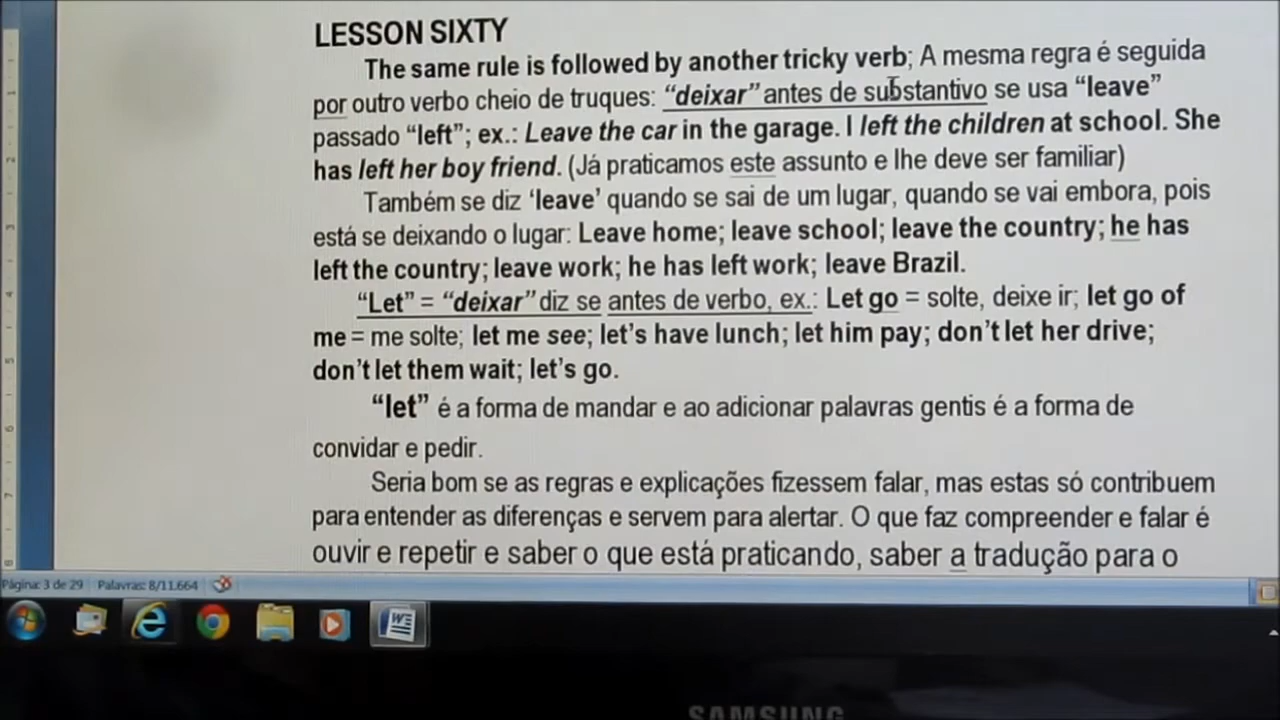 LESSON SIXTY
The same rule is followed by another tricky verb; A mesma regra é seguida
por outro verbo cheio de truques: “deixar” antes de substantivo se usa “leave”
passado “left”; ex.: Leave the car in the garage. I left the children at school. She
has left her boy friend. (Já praticamos este assunto e lhe deve ser familiar)
Também se diz ‘leave’ quando se sai de um lugar, quando se vai embora, pois
está se deixando o lugar: Leave home; leave school; leave the country; he has
left the country; leave work; he has left work; leave Brazil.
“Let” = “deixar” diz se antes de verbo, ex.: Let go = solte, deixe ir; let go of
me = me solte; let me see; let’s have lunch; let him pay; don’t let her drive;
don’t let them wait; let’s go.
“let” é a forma de mandar e ao adicionar palavras gentis é a forma de
convidar e pedir.
Seria bom se as regras e explicações fizessem falar, mas estas só contribuem
para entender as diferenças e servem para alertar. O que faz compreender e falar é
ouvir e repetir e saber o que está praticando, saber a tradução para o
Página: 3 de 29 Palavras: 8/11.664
SAMSUNG